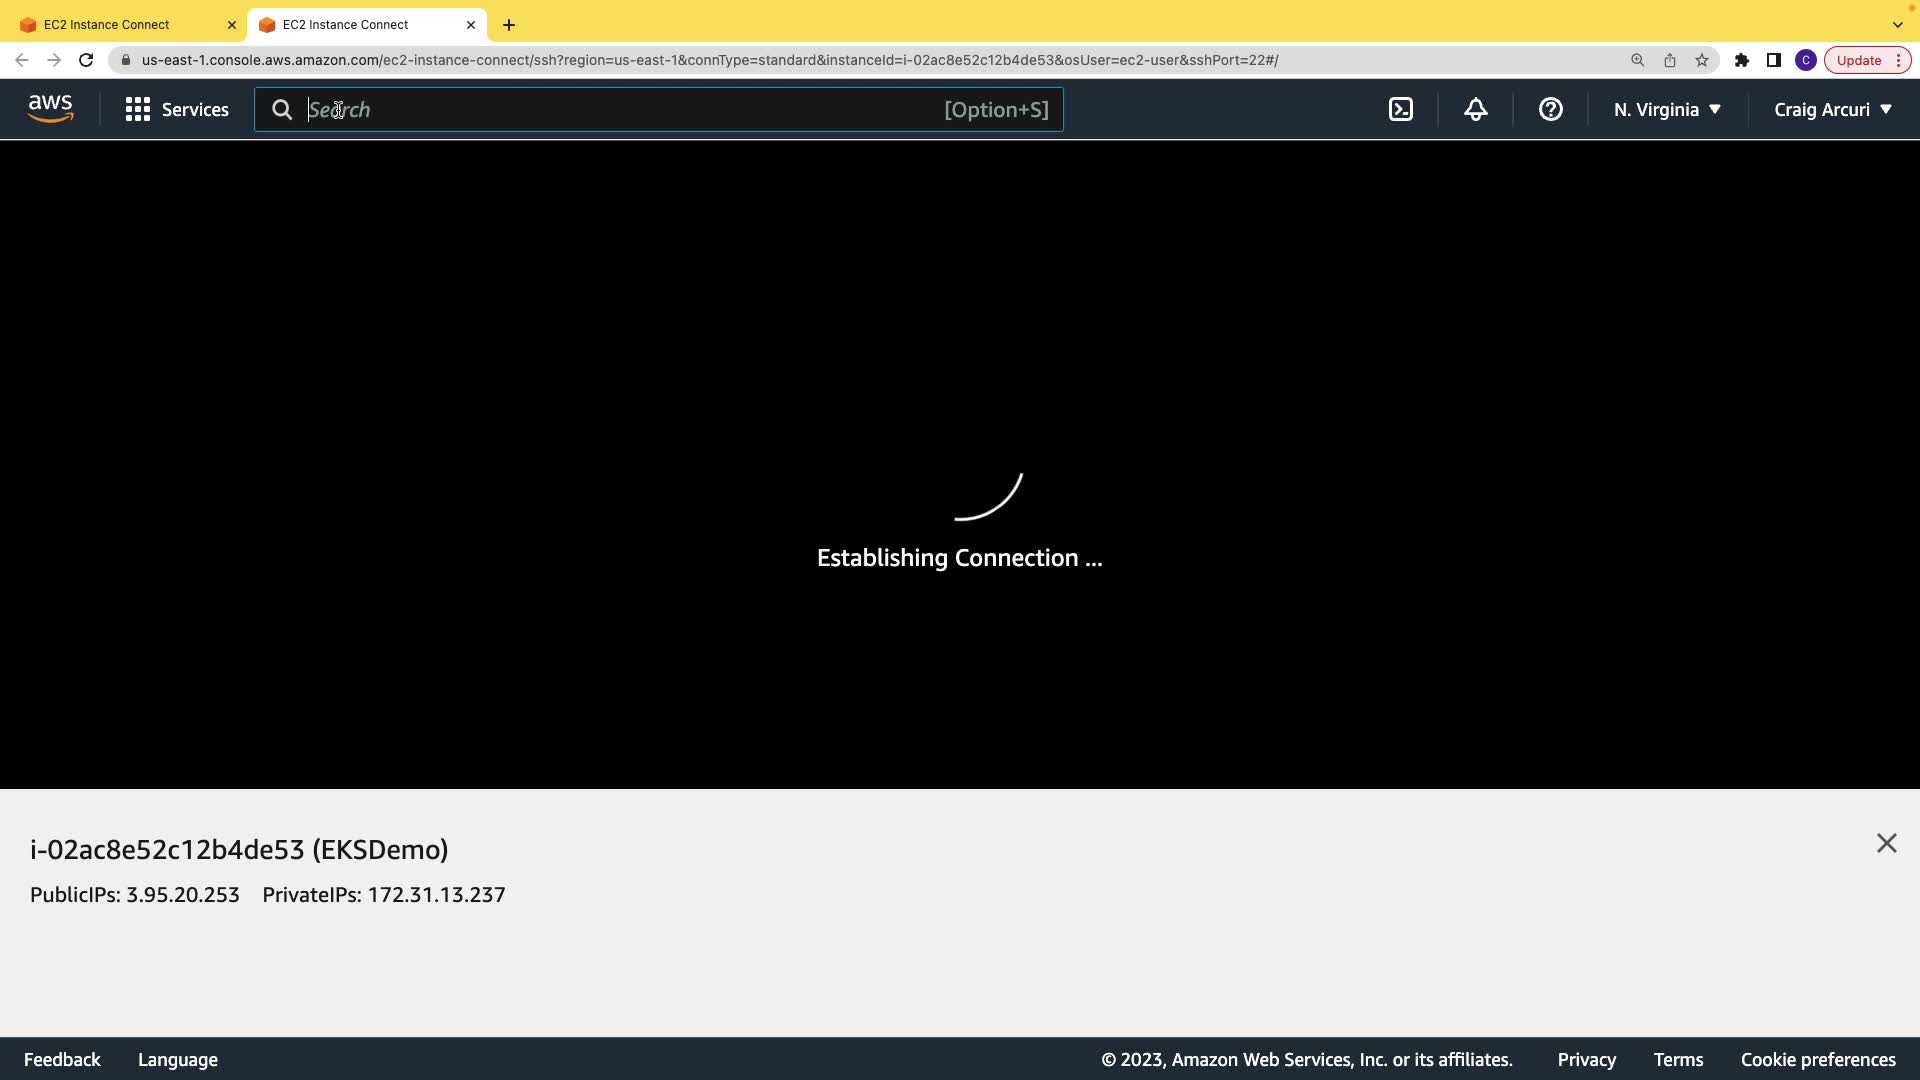 EC2 Instance Connect
EC2 Instance Connect
us-east-1.console.aws.amazon.com/ec2-instance-connect/ssh?region=us-east-1&connType=standard&instanceId=i-02ac8e52c12b4de53&osUser=ec2-user&sshPort=22#/
C
Update
aws
Services
Search
[Option+S]
N. Virginia
Craig Arcuri
Establishing Connection ...
i-02ac8e52c12b4de53 (EKSDemo)
PublicIPs: 3.95.20.253 PrivateIPs: 172.31.13.237
Feedback
Language
© 2023, Amazon Web Services, Inc. or its affiliates.
Privacy
Terms
Cookie preferences